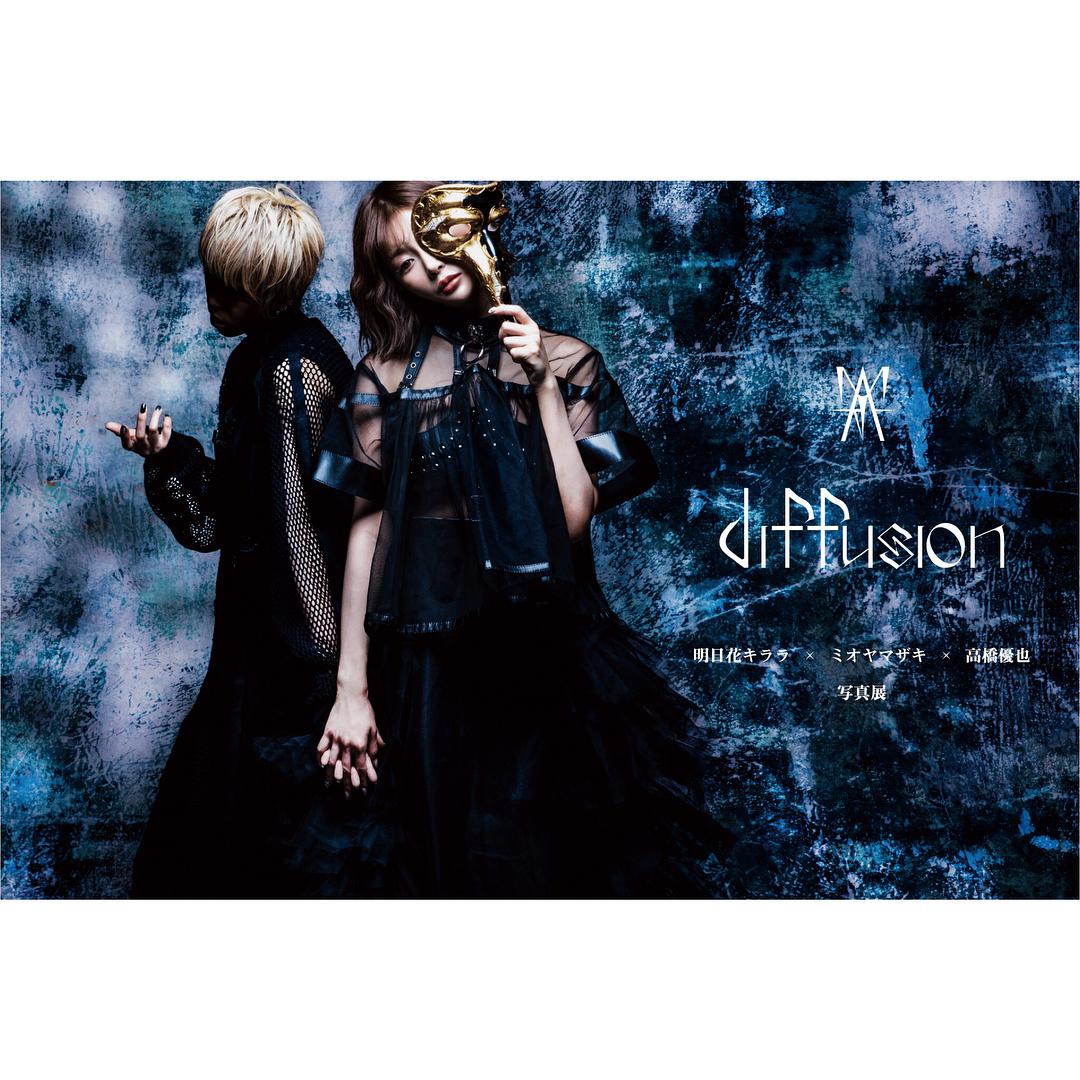 diffusion
明日花キララ × ミオヤマザキ × 高橋優也
写真展